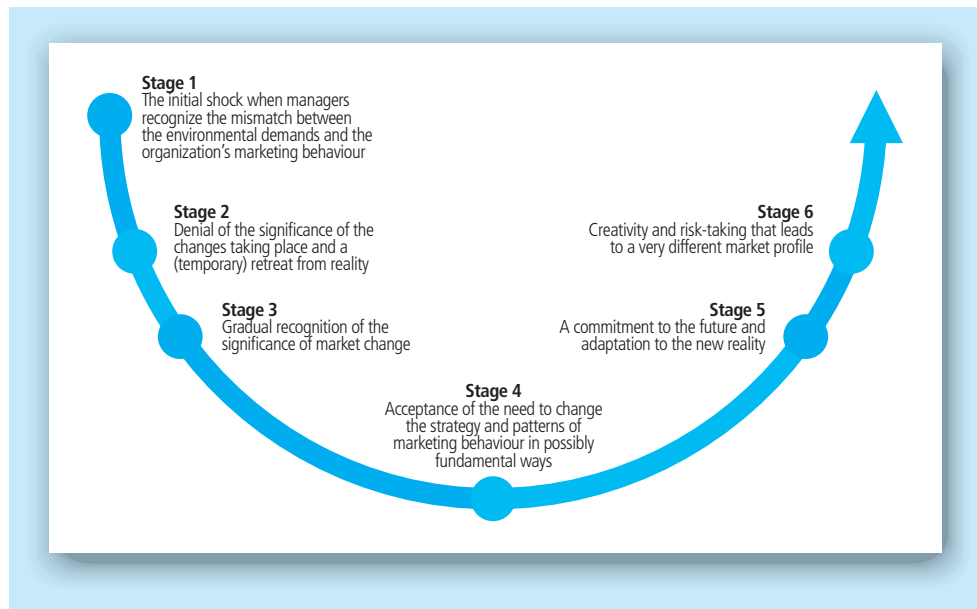 Stage 1
The initial shock when managers
recognize the mismatch between
the environmental demands and the
organization's marketing behaviour
Stage 2
Denial of the significance of the
changes taking place and a
(temporary) retreat from reality
Stage 3
Gradual recognition of the
significance of market change
Stage 4
Acceptance of the need to change
the strategy and patterns of
marketing behaviour in possibly
fundamental ways
Stage 5
A commitment to the future and
adaptation to the new reality
Stage 6
Creativity and risk-taking that leads
to a very different market profile